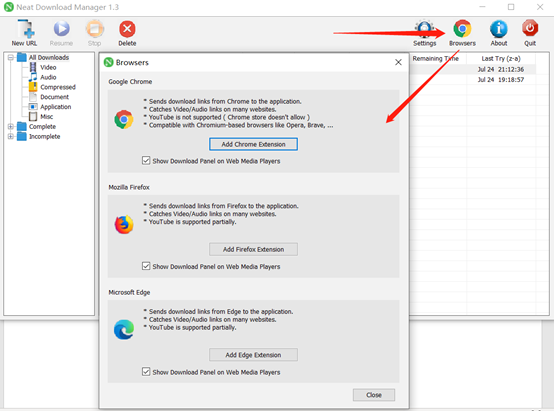 Neat Download Manager 1.3
New URL
Resume
Stop
Delete
Settings
Browsers
About
Quit
All Downloads
Video
Audio
Compressed
Document
Application
Misc
Complete
Incomplete
Remaining Time
Last Try (z-a)
Jul 24 21:12:36
Jul 24 19:18:57
Browsers
Google Chrome
* Sends download links from Chrome to the application.
* Catches Video/Audio links on many websites.
* YouTube is not supported ( Chrome store doesn't allow )
* Compatible with Chromium-based browsers like Opera, Brave, ...
Add Chrome Extension
Show Download Panel on Web Media Players
Mozilla Firefox
* Sends download links from Firefox to the application.
* Catches Video/Audio links on many websites.
* YouTube is supported partially.
Add Firefox Extension
Show Download Panel on Web Media Players
Microsoft Edge
* Sends download links from Edge to the application.
* Catches Video/Audio links on many websites.
* YouTube is supported partially.
Add Edge Extension
Show Download Panel on Web Media Players
Close